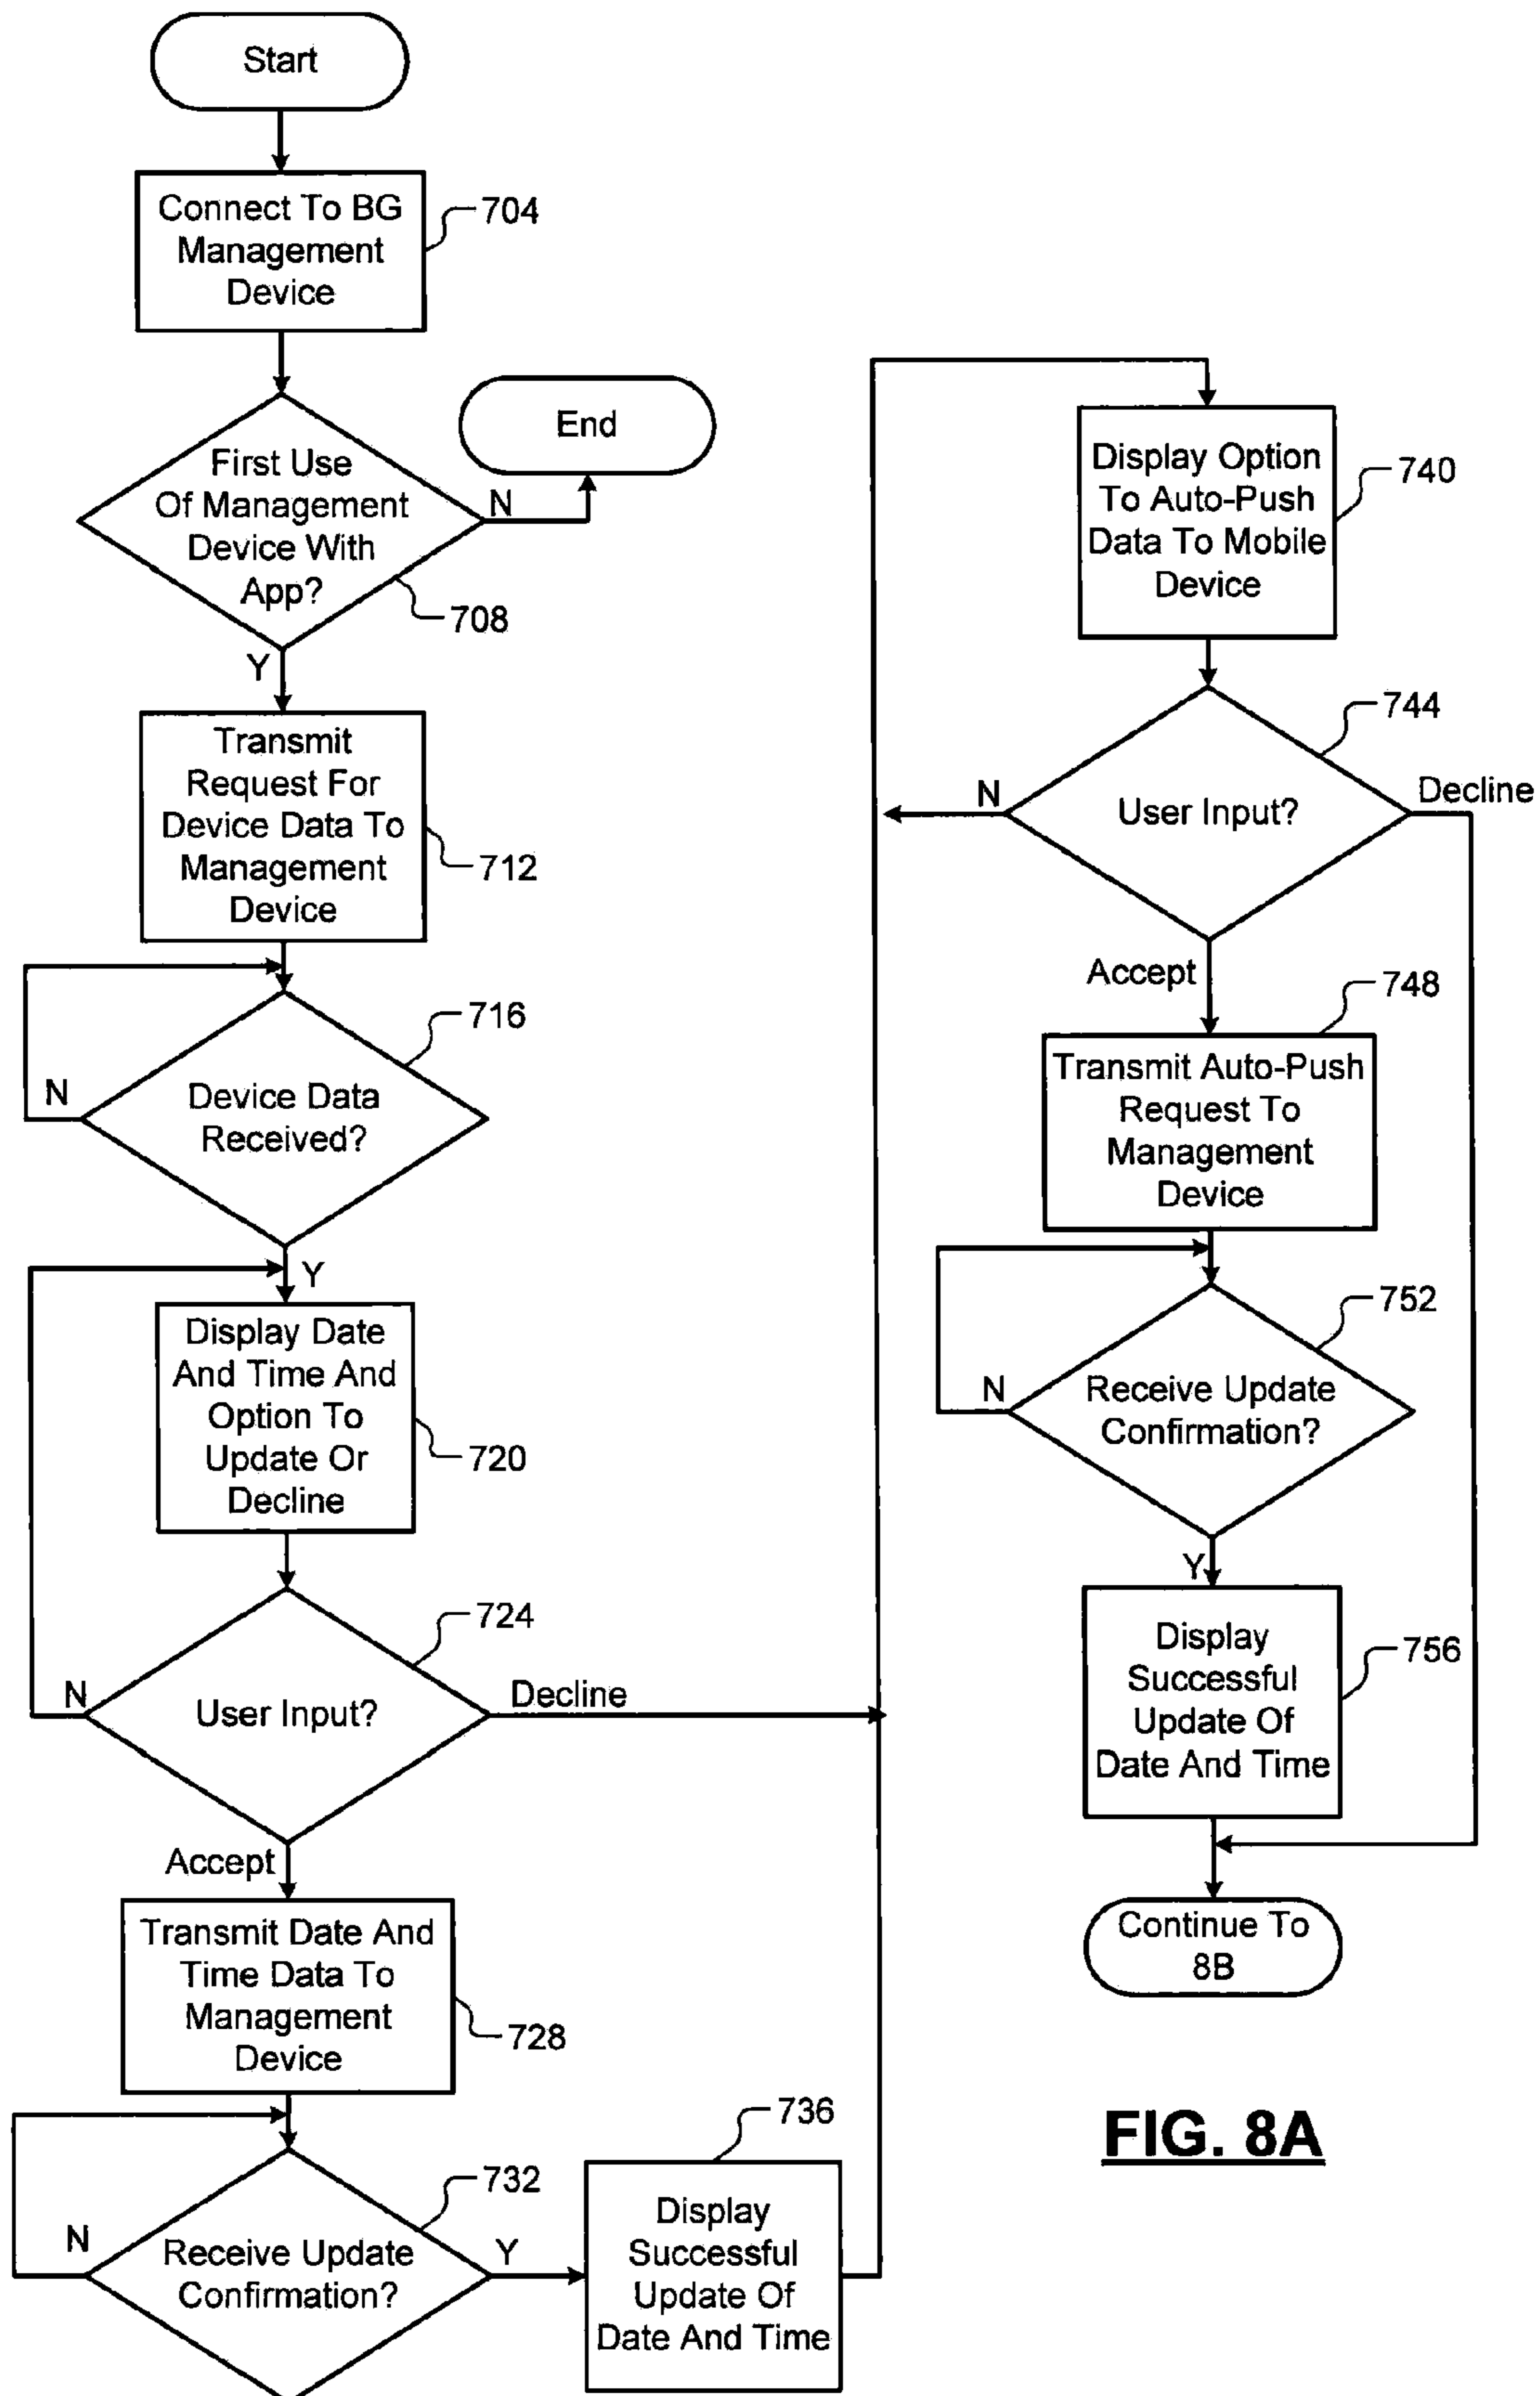 Start
Connect To BG
Management
Device
704
First Use
Of Management
Device With
App?
708
N
End
Y
Transmit
Request For
Device Data To
Management
Device
712
716
Device Data
Received?
N
Y
Display Date
And Time And
Option To
Update Or
Decline
720
724
User Input?
N
Decline
Accept
Transmit Date And
Time Data To
Management
Device
728
732
Receive Update
Confirmation?
N
Y
736
Display
Successful
Update Of
Date And Time
Display Option
To Auto-Push
Data To Mobile
Device
740
744
User Input?
N
Decline
Accept
748
Transmit Auto-Push
Request To
Management
Device
752
Receive Update
Confirmation?
N
Y
Display
Successful
Update Of
Date And Time
756
Continue To
8B
FIG. 8A